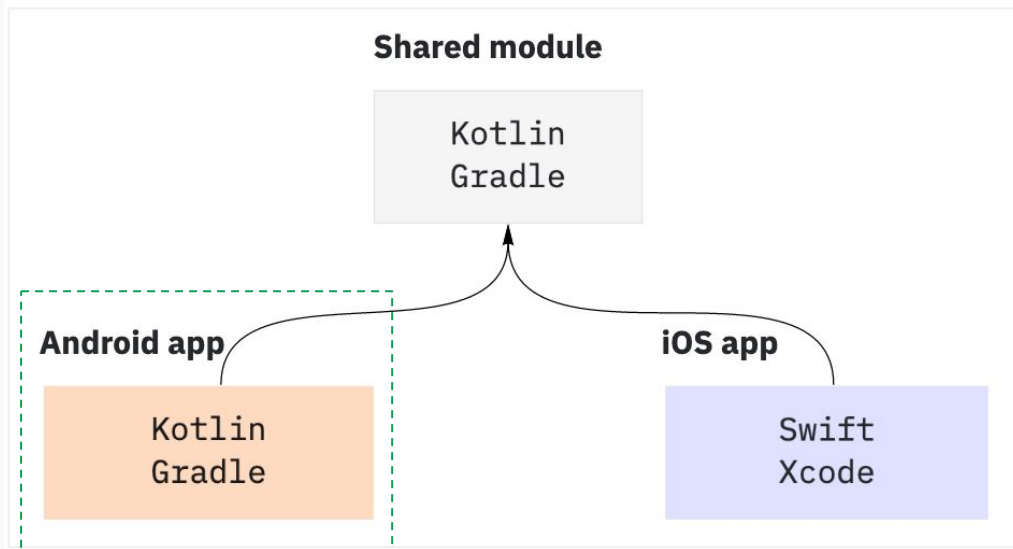 Shared module
Kotlin
Gradle
Android app
Kotlin
Gradle
iOS app
Swift
Xcode